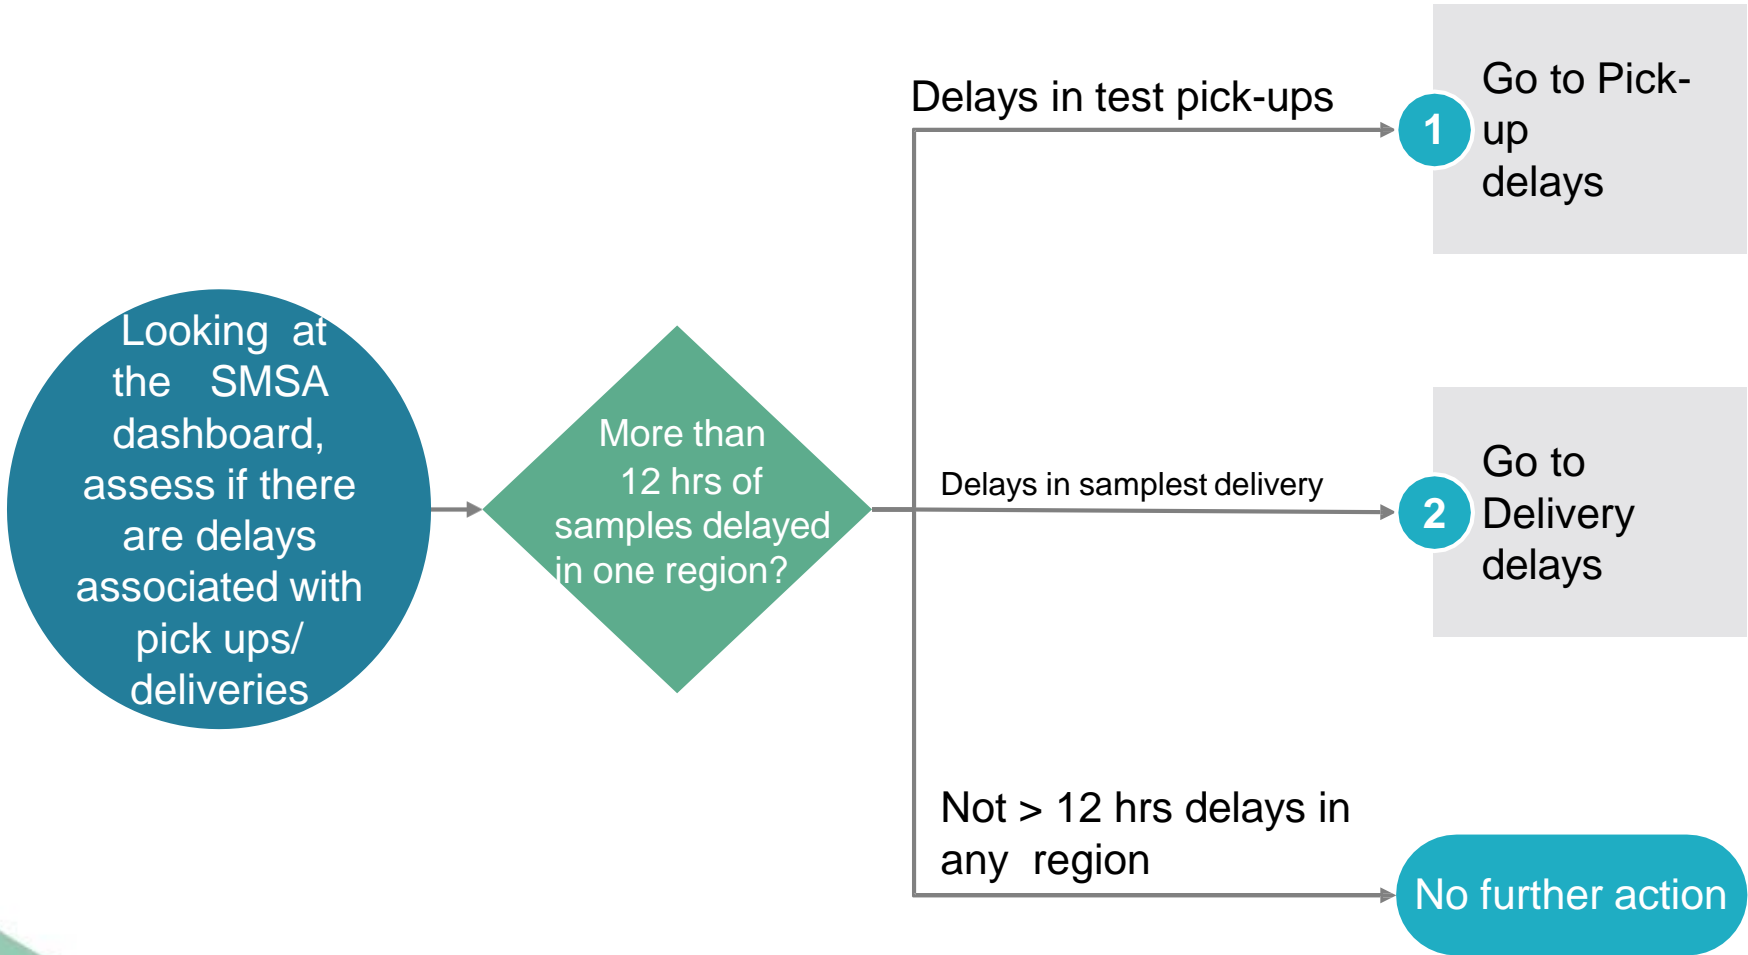 Looking at
the SMSA
dashboard,
assess if there
are delays
associated with
pick ups/
deliveries
More than
12 hrs of
samples delayed
in one region?
Delays in test pick-ups
1
Go to Pick-
up
delays
Delays in samplest delivery
2
Go to
Delivery
delays
Not > 12 hrs delays in
any region
No further action